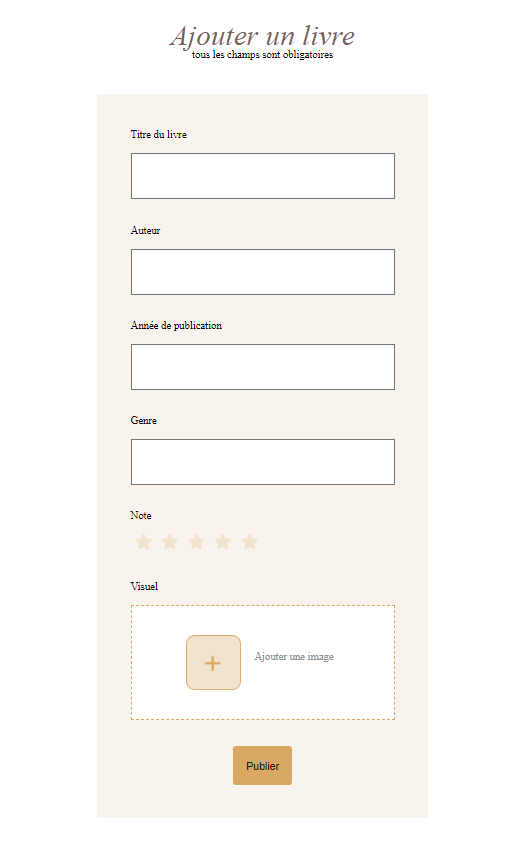 Ajouter un livre
tous les champs sont obligatoires
Titre du livre
Auteur
Année de publication
Genre
Note
Visuel
+
Ajouter une image
Publier